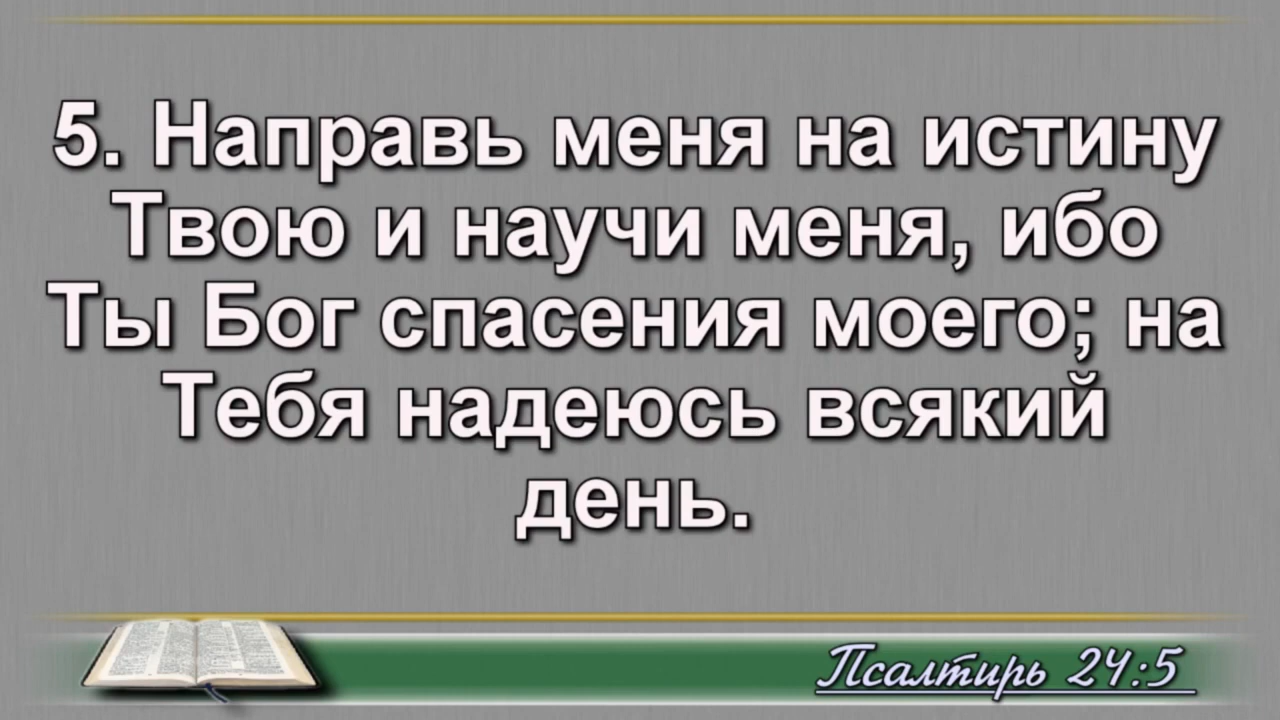 5. Направь меня на истину
Твою и научи меня, ибо
Ты Бог спасения моего; на
Тебя надеюсь всякий
день.
Псалтирь 24:5